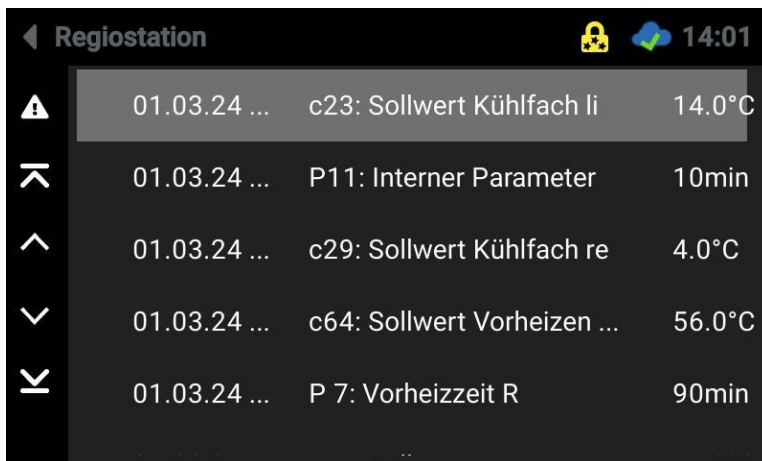 Regiostation 14:01
01.03.24 ... c23: Sollwert Kühlfach li 14.0°C
01.03.24 ... P11: Interner Parameter 10min
01.03.24 ... c29: Sollwert Kühlfach re 4.0°C
01.03.24 ... c64: Sollwert Vorheizen ... 56.0°C
01.03.24 ... P 7: Vorheizzeit R 90min